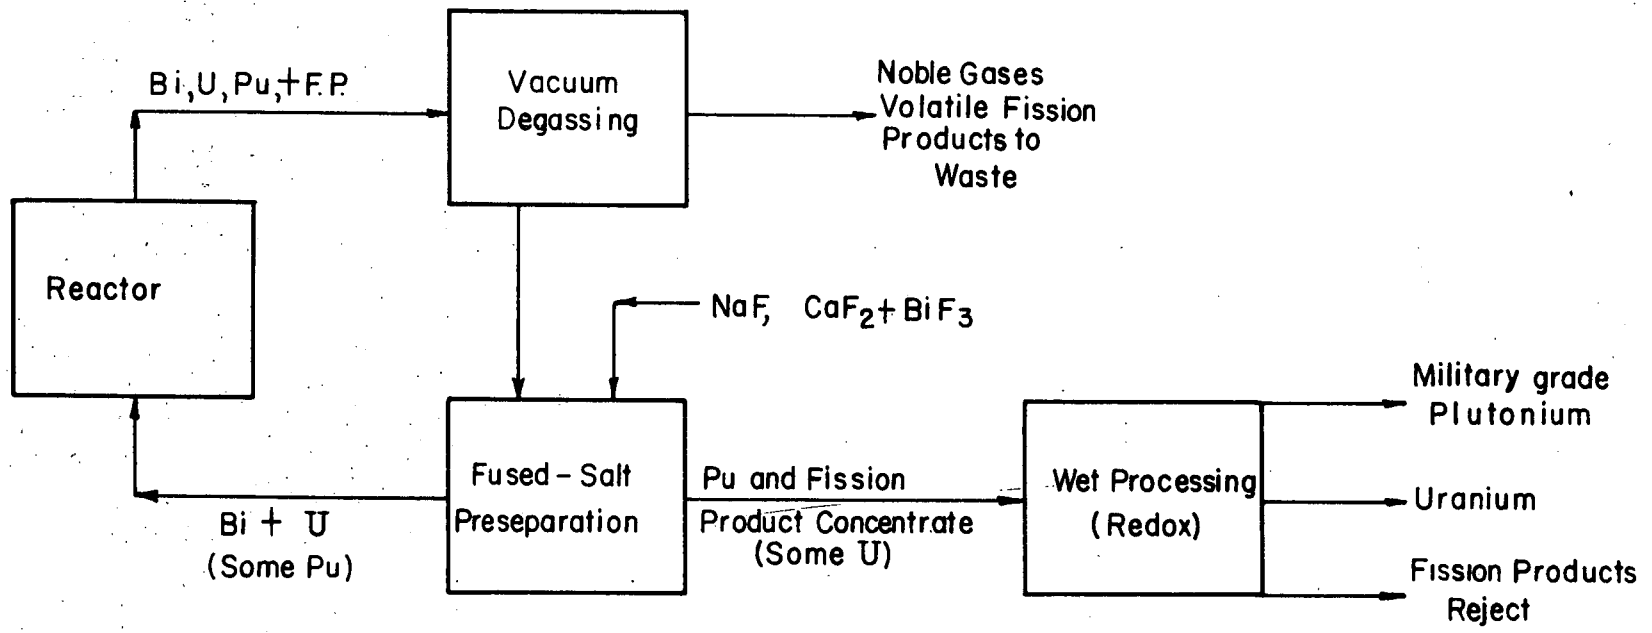 Bi, U, Pu, + F.P.
Vacuum
Degassing
Noble Gases
Volatile Fission
Products to
Waste
Reactor
NaF, CaF₂ + BiF₃
Fused - Salt
Preseparation
Bi + U
(Some Pu)
Pu and Fission
Product Concentrate
(Some U)
Wet Processing
(Redox)
Military grade
Plutonium
Uranium
Fission Products
Reject